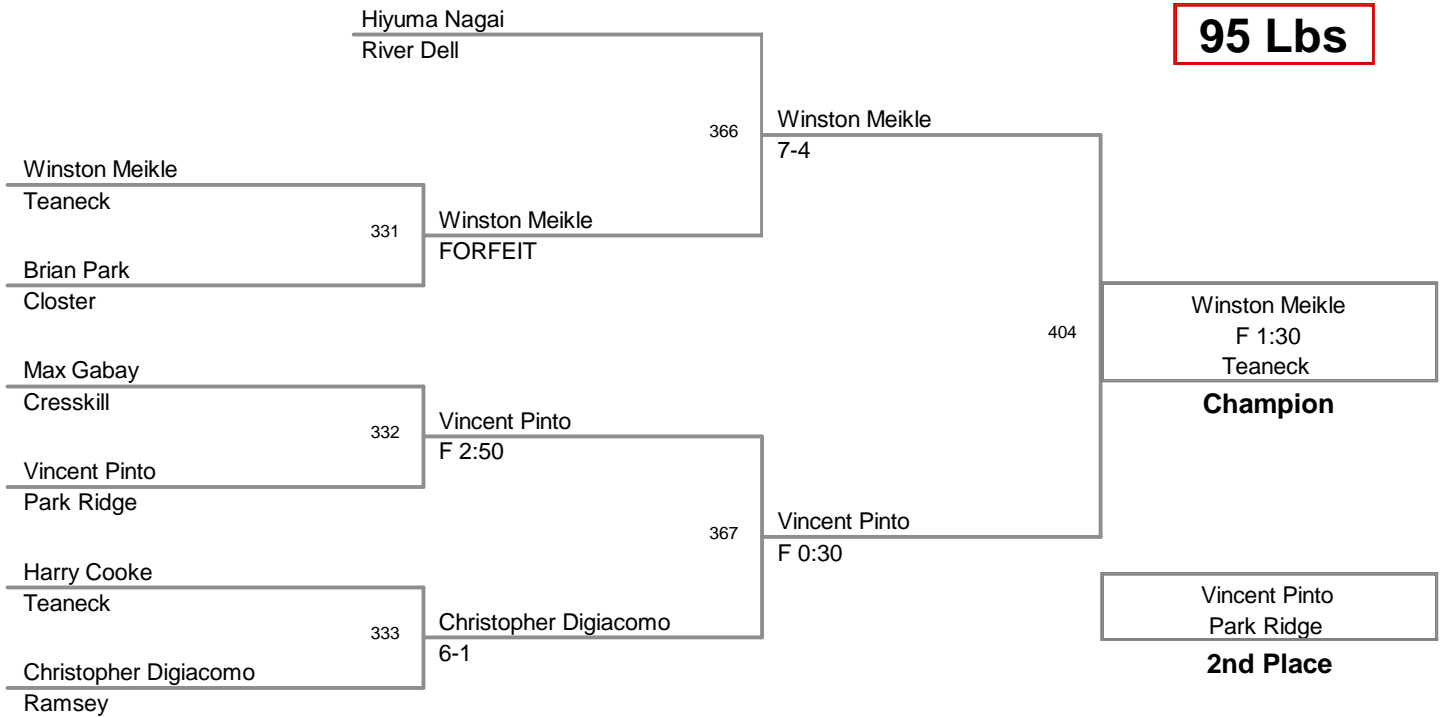 Hiyuma Nagai
River Dell
95 Lbs
366
Winston Meikle
7-4
Winston Meikle
Teaneck
331
Winston Meikle
FORFEIT
Brian Park
Closter
Winston Meikle
F 1:30
Teaneck
Champion
404
Max Gabay
Cresskill
332
Vincent Pinto
F 2:50
Vincent Pinto
Park Ridge
367
Vincent Pinto
F 0:30
Harry Cooke
Teaneck
333
Christopher Digiacomo
6-1
Christopher Digiacomo
Ramsey
Vincent Pinto
Park Ridge
2nd Place